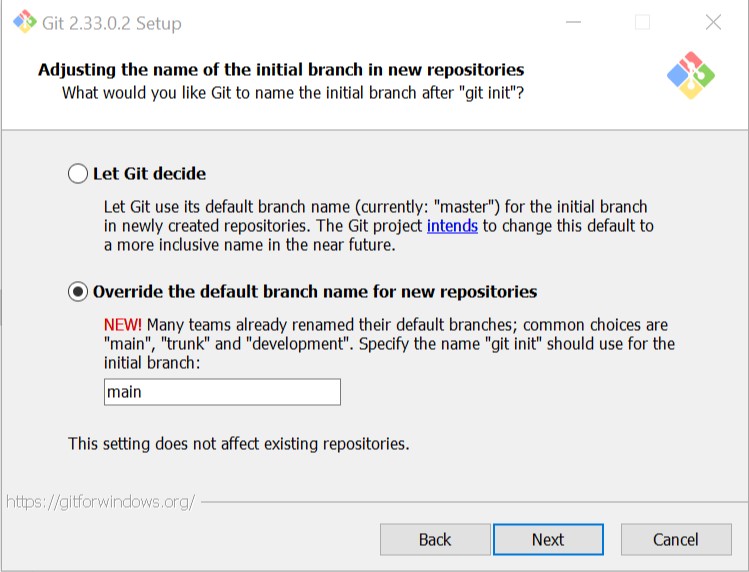 Git 2.33.0.2 Setup
Adjusting the name of the initial branch in new repositories
What would you like Git to name the initial branch after "git init"?
Let Git decide
Let Git use its default branch name (currently: "master") for the initial branch
in newly created repositories. The Git project intends to change this default to
a more inclusive name in the near future.
Override the default branch name for new repositories
NEW! Many teams already renamed their default branches; common choices are
"main", "trunk" and "development". Specify the name "git init" should use for the
initial branch:
main
This setting does not affect existing repositories.
https://gitforwindows.org/
Back Next Cancel